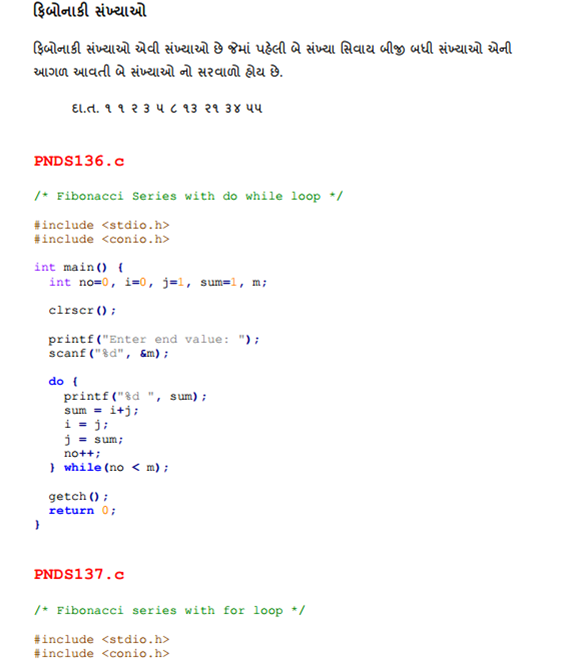 ફિબોનાકી સંખ્યાઓ
ફિબોનાકી સંખ્યાઓ એવી સંખ્યાઓ છે જેમાં પહેલી બે સંખ્યા સિવાય બીજી બધી સંખ્યાઓ એની
આગળ આવતી બે સંખ્યાઓ નો સરવાળો હોય છે.
દા.ત. ૧ ૧ ૨ ૩ ૫ ૮ ૧૩ ૨૧ ૩૪ ૫૫
PNDS136.c
/* Fibonacci Series with do while loop */
#include <stdio.h>
#include <conio.h>
int main() {
int no=0, i=0, j=1, sum=1, m;
clrscr();
printf("Enter end value: ");
scanf("%d", &m);
do {
printf("%d ", sum);
sum = i+j;
i = j;
j = sum;
no++;
} while(no < m);
getch();
return 0;
}
PNDS137.c
/* Fibonacci series with for loop */
#include <stdio.h>
#include <conio.h>